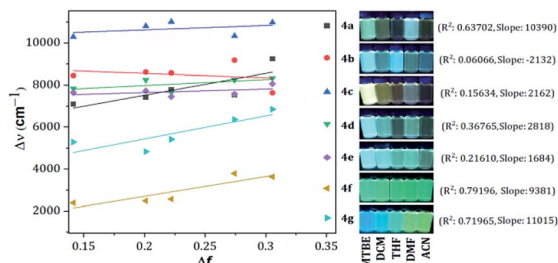 Δν (cm⁻¹)
10000
8000
6000
4000
2000
0.15
0.20
0.25
0.30
0.35
Δf
4a (R²: 0.63702, Slope: 10390)
4b (R²: 0.06066, Slope: -2132)
4c (R²: 0.15634, Slope: 2162)
4d (R²: 0.36765, Slope: 2818)
4e (R²: 0.21610, Slope: 1684)
4f (R²: 0.79196, Slope: 9381)
4g (R²: 0.71965, Slope: 11015)
MTBE
DCM
THF
DMF
ACN